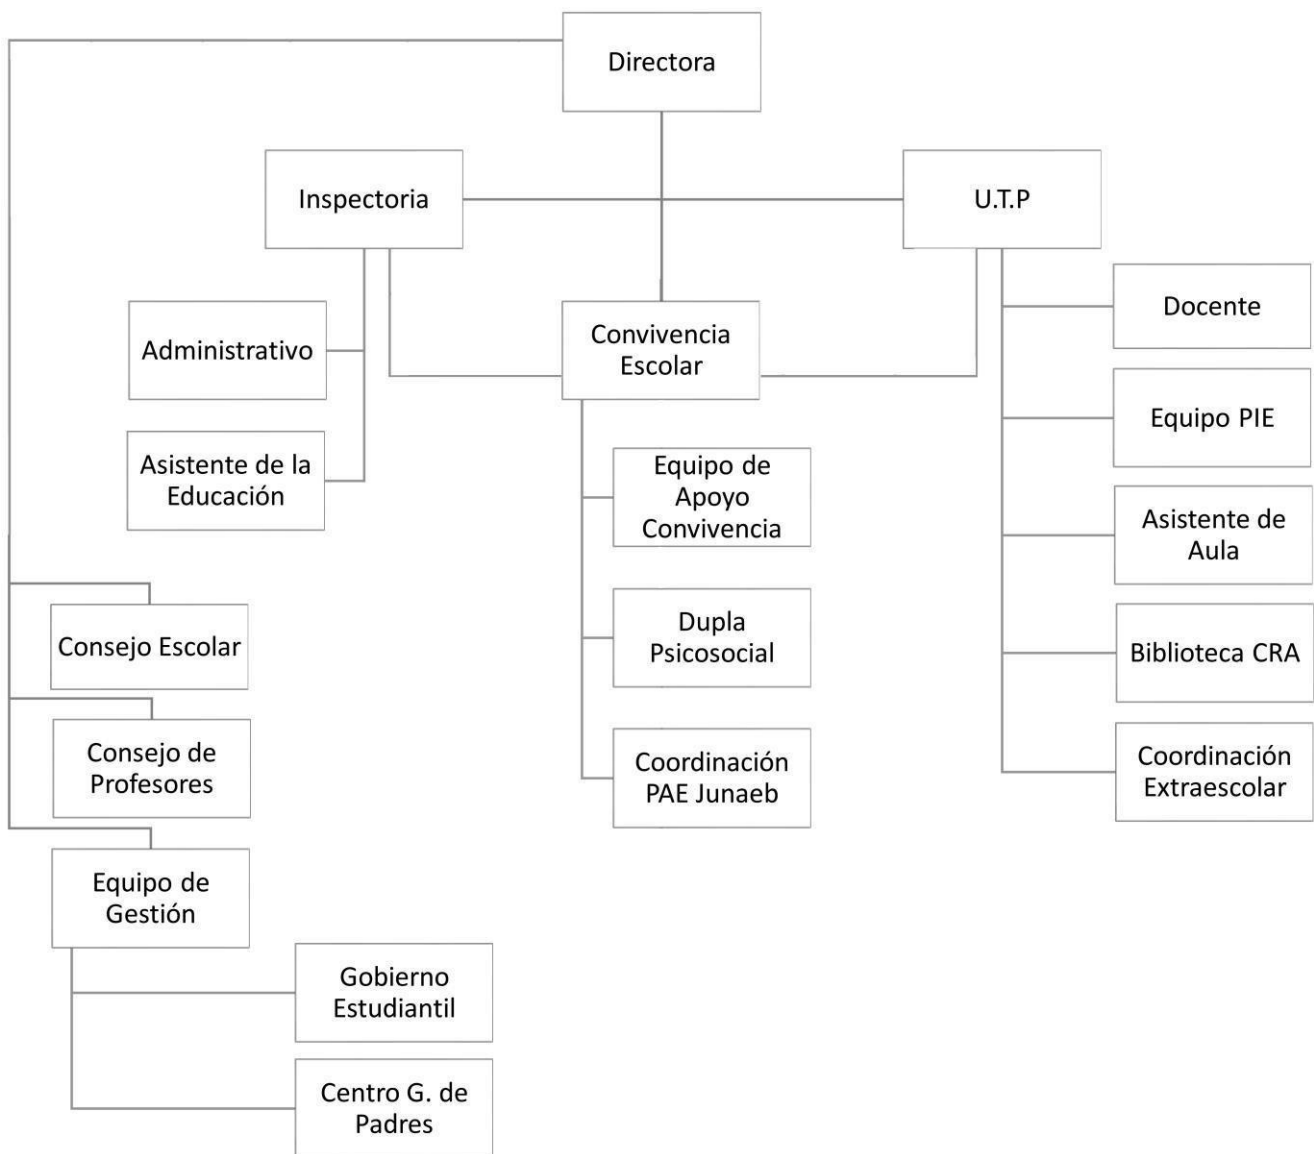 Directora
Inspectoria
U.T.P
Administrativo
Asistente de la
Educación
Convivencia
Escolar
Docente
Equipo PIE
Asistente de
Aula
Biblioteca CRA
Coordinación
Extraescolar
Equipo de
Apoyo
Convivencia
Dupla
Psicosocial
Coordinación
PAE Junaeb
Consejo Escolar
Consejo de
Profesores
Equipo de
Gestión
Gobierno
Estudiantil
Centro G. de
Padres